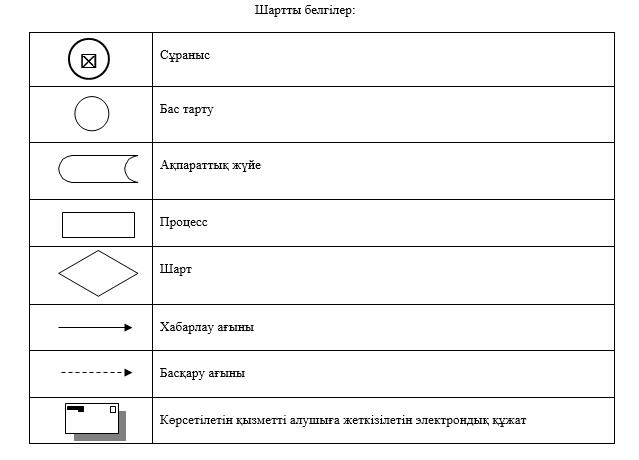 Шартты белгілер:
Сұраныс
Бас тарту
Ақпараттық жүйе
Процесс
Шарт
Хабарлау ағыны
Басқару ағыны
Көрсетілетін қызметті алушыға жеткізілетін электрондық құжат